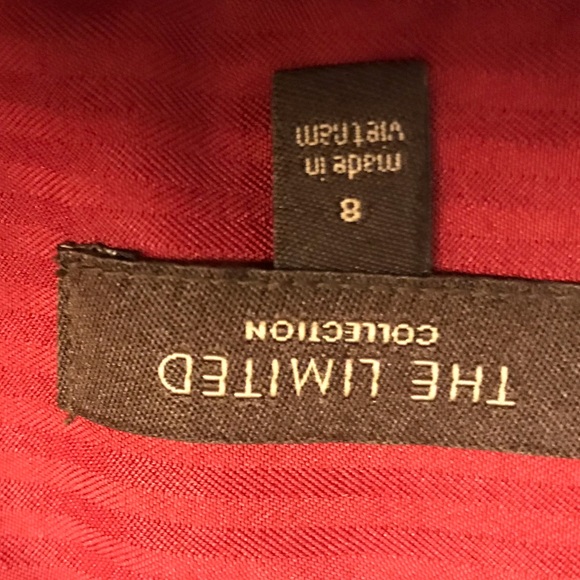 THE LIMITED
COLLECTION
8
made in
vietnam